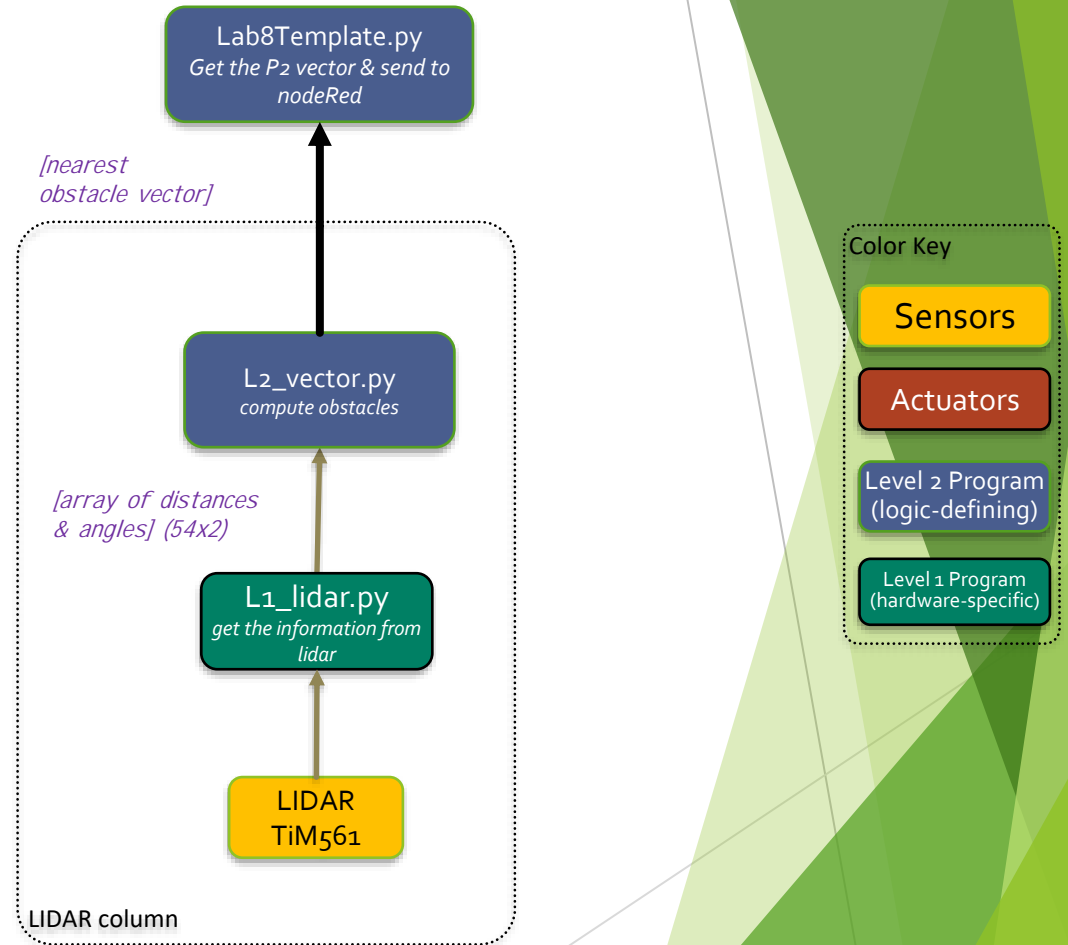 Lab8Template.py
Get the P2 vector & send to
nodeRed
[nearest
obstacle vector]
L2_vector.py
compute obstacles
[array of distances
& angles] (54x2)
L1_lidar.py
get the information from
lidar
LIDAR
TiM561
LIDAR column
Color Key
Sensors
Actuators
Level 2 Program
(logic-defining)
Level 1 Program
(hardware-specific)